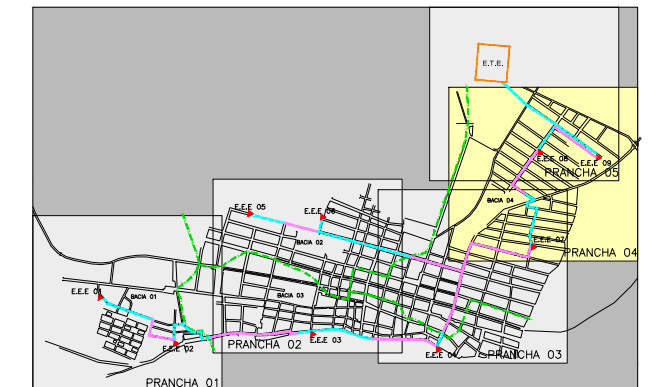 E.T.E.
E.E.E 08
E.E.E 09
PRANCHA 05
BACIA 04
E.E.E 05
E.E.E 06
BACIA 02
E.E.E 07
PRANCHA 04
E.E.E 01
BACIA 01
BACIA 03
E.E.E 02
PRANCHA 02
E.E.E 03
E.E.E 04
PRANCHA 03
PRANCHA 01